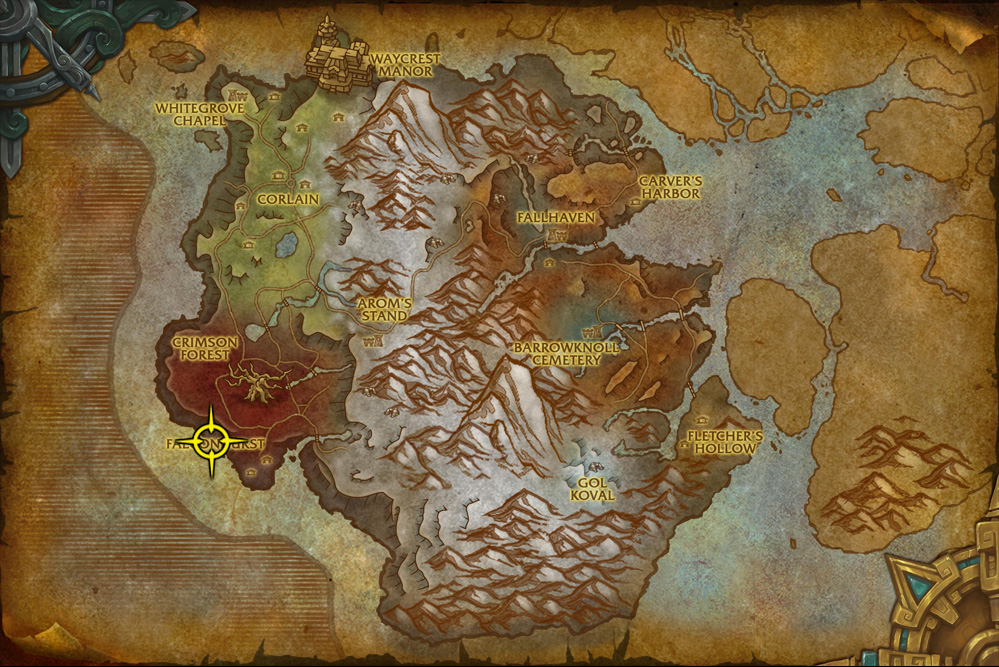 WAYCREST
MANOR
WHITEGROVE
CHAPEL
CARVER'S
HARBOR
CORLAIN
FALLHAVEN
AROM'S
STAND
CRIMSON
FOREST
BARROWKNOLL
CEMETERY
FLETCHER'S
HOLLOW
GOL
KOVAL